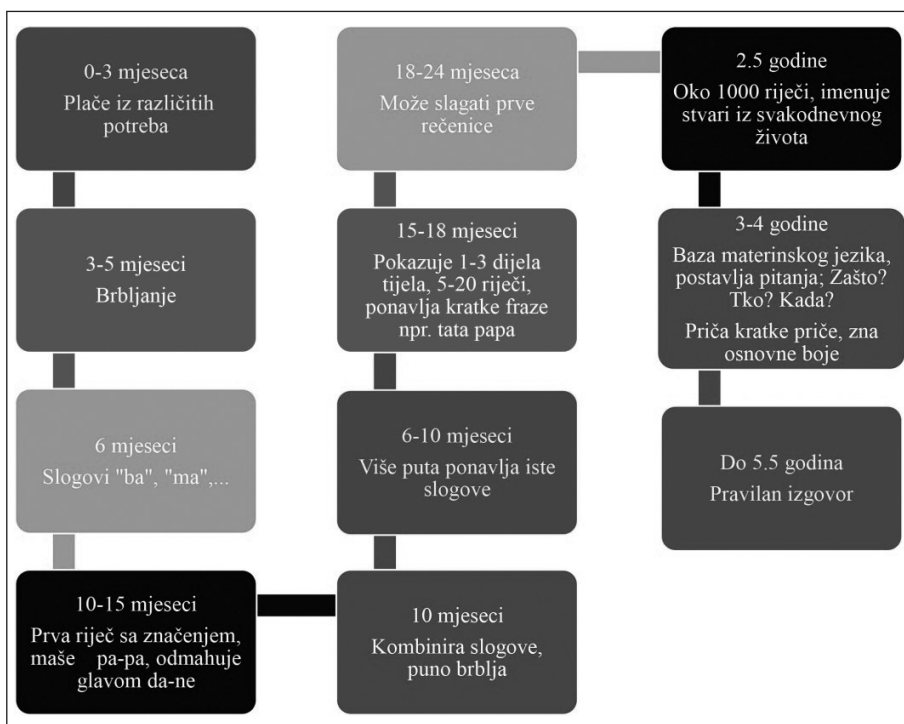 0-3 mjeseca
Plače iz različitih
potreba
3-5 mjeseci
Brbljanje
6 mjeseci
Slogovi "ba", "ma",...
10-15 mjeseci
Prva riječ sa značenjem,
maše pa-pa, odmahuje
glavom da-ne
10 mjeseci
Kombinira slogove,
puno brblja
6-10 mjeseci
Više puta ponavlja iste
slogove
15-18 mjeseci
Pokazuje 1-3 dijela
tijela, 5-20 riječi,
ponavlja kratke fraze
npr. tata papa
18-24 mjeseca
Može slagati prve
rečenice
2.5 godine
Oko 1000 riječi, imenuje
stvari iz svakodnevnog
života
3-4 godine
Baza materinskog jezika,
postavlja pitanja; Zašto?
Tko? Kada?
Priča kratke priče, zna
osnovne boje
Do 5.5 godina
Pravilan izgovor